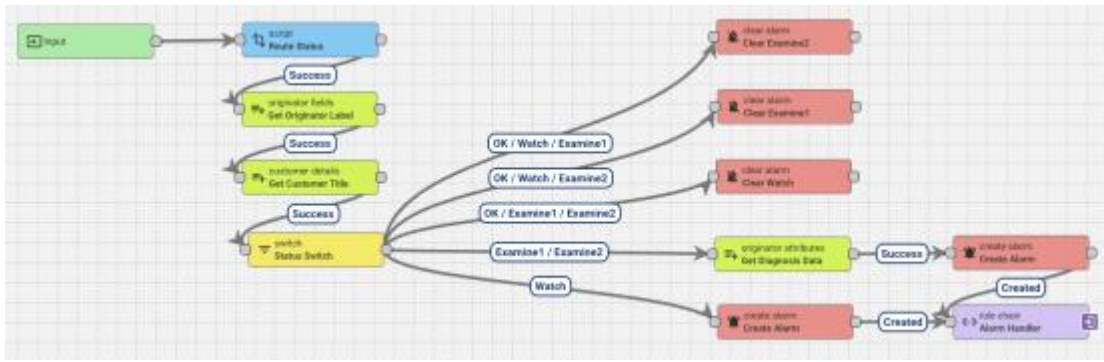 input
script
Route Status
Success
originator fields
Get Originator Label
Success
customer details
Get Customer Title
Success
switch
Status Switch
OK / Watch / Examine1
OK / Watch / Examine2
OK / Examine1 / Examine2
Examine1 / Examine2
Watch
clear alarm
Clear Examine2
clear alarm
Clear Examine1
clear alarm
Clear Watch
originator attributes
Get Diagnosis Data
Success
create alarm
Create Alarm
Created
create alarm
Create Alarm
Created
rule chain
Alarm Handler